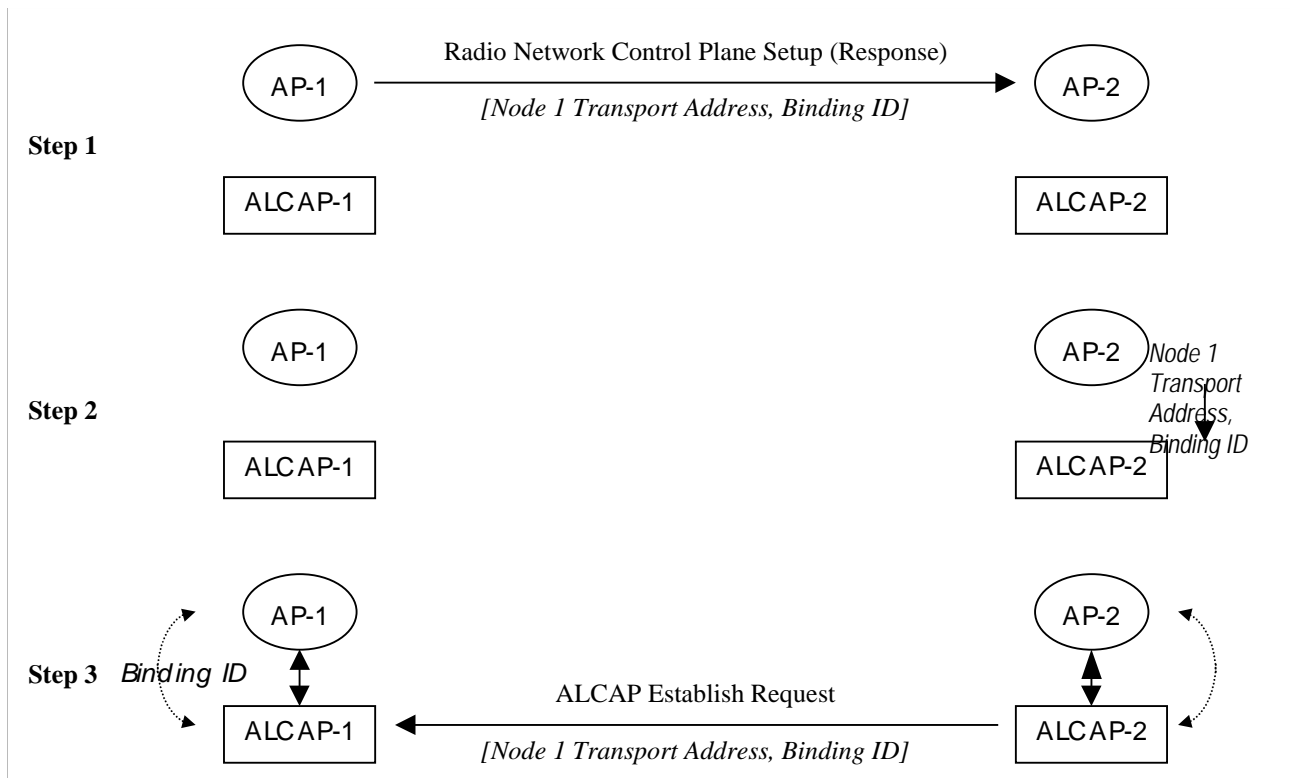 Radio Network Control Plane Setup (Response)
AP-1
AP-2
[Node 1 Transport Address, Binding ID]
Step 1
ALCAP-1
ALCAP-2
AP-1
AP-2
Node 1
Transport
Address,
Binding ID
Step 2
ALCAP-1
ALCAP-2
AP-1
AP-2
Step 3
Binding ID
ALCAP Establish Request
ALCAP-1
ALCAP-2
[Node 1 Transport Address, Binding ID]